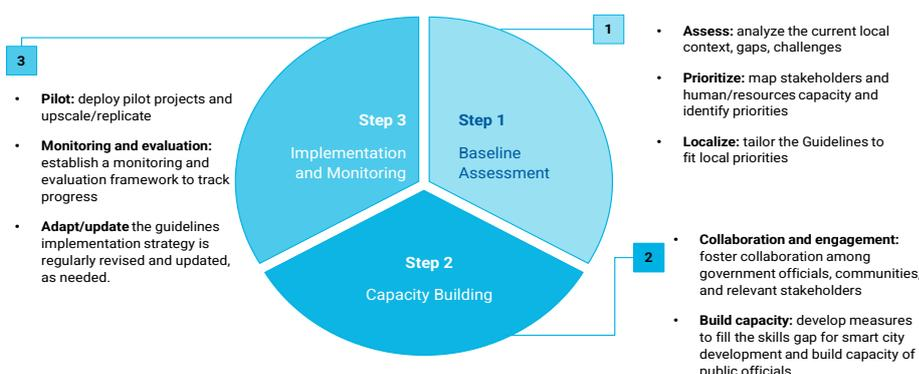 1
• Assess: analyze the current local
context, gaps, challenges
• Prioritize: map stakeholders and
human/resources capacity and
identify priorities
• Localize: tailor the Guidelines to
fit local priorities
Step 1
Baseline
Assessment
2
• Collaboration and engagement:
foster collaboration among
government officials, communities,
and relevant stakeholders
• Build capacity: develop measures
to fill the skills gap for smart city
development and build capacity of
public officials
Step 2
Capacity Building
3
• Pilot: deploy pilot projects and
upscale/replicate
• Monitoring and evaluation:
establish a monitoring and
evaluation framework to track
progress
• Adapt/update the guidelines
implementation strategy is
regularly revised and updated,
as needed.
Step 3
Implementation
and Monitoring